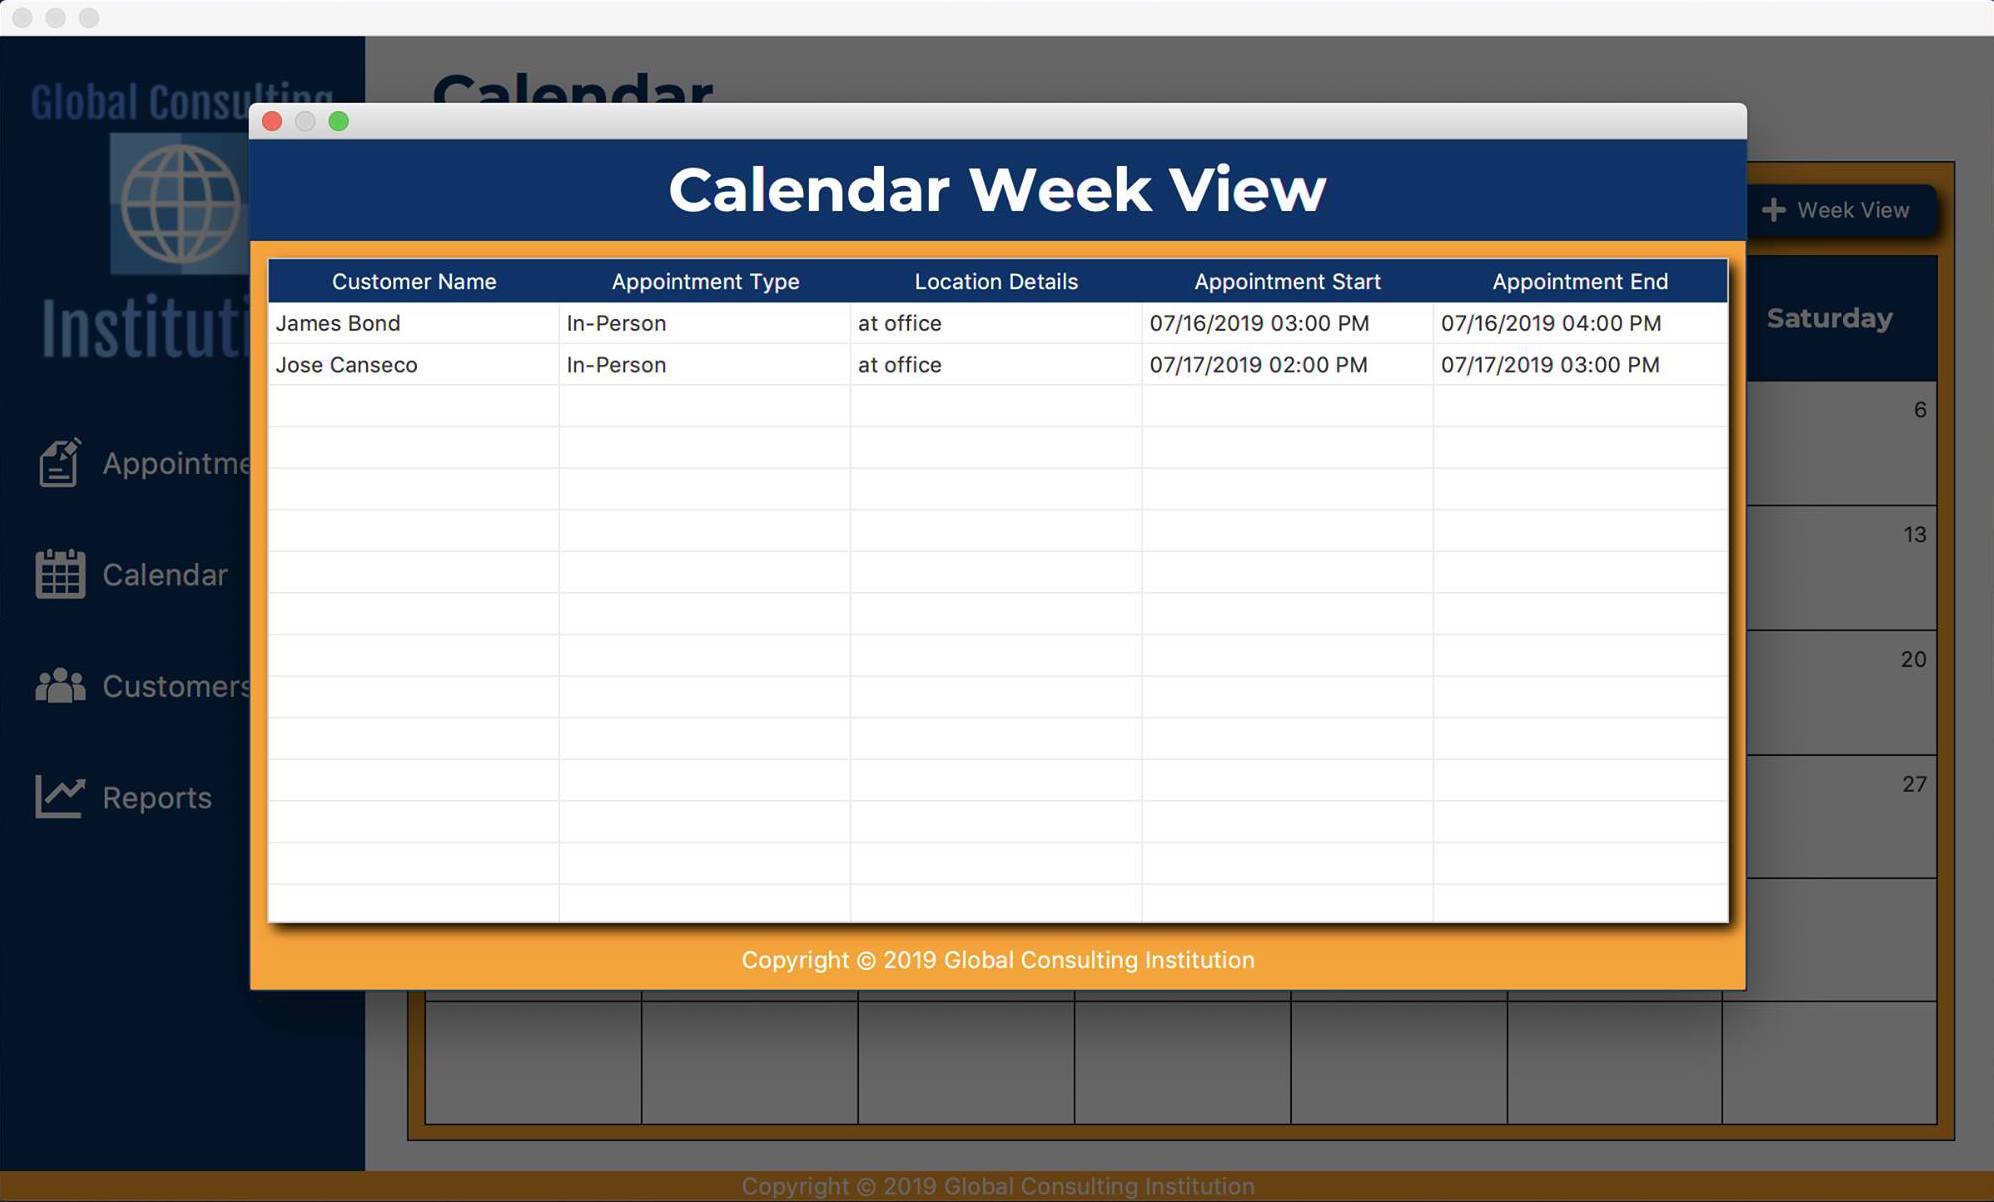 Global Consulting
Institut
Calendar
Appointme
Calendar
Customers
Reports
Week View
Saturday
6
13
20
27
Calendar Week View
Customer Name Appointment Type Location Details Appointment Start Appointment End
James Bond In-Person at office 07/16/2019 03:00 PM 07/16/2019 04:00 PM
Jose Canseco In-Person at office 07/17/2019 02:00 PM 07/17/2019 03:00 PM
Copyright © 2019 Global Consulting Institution
Copyright © 2019 Global Consulting Institution